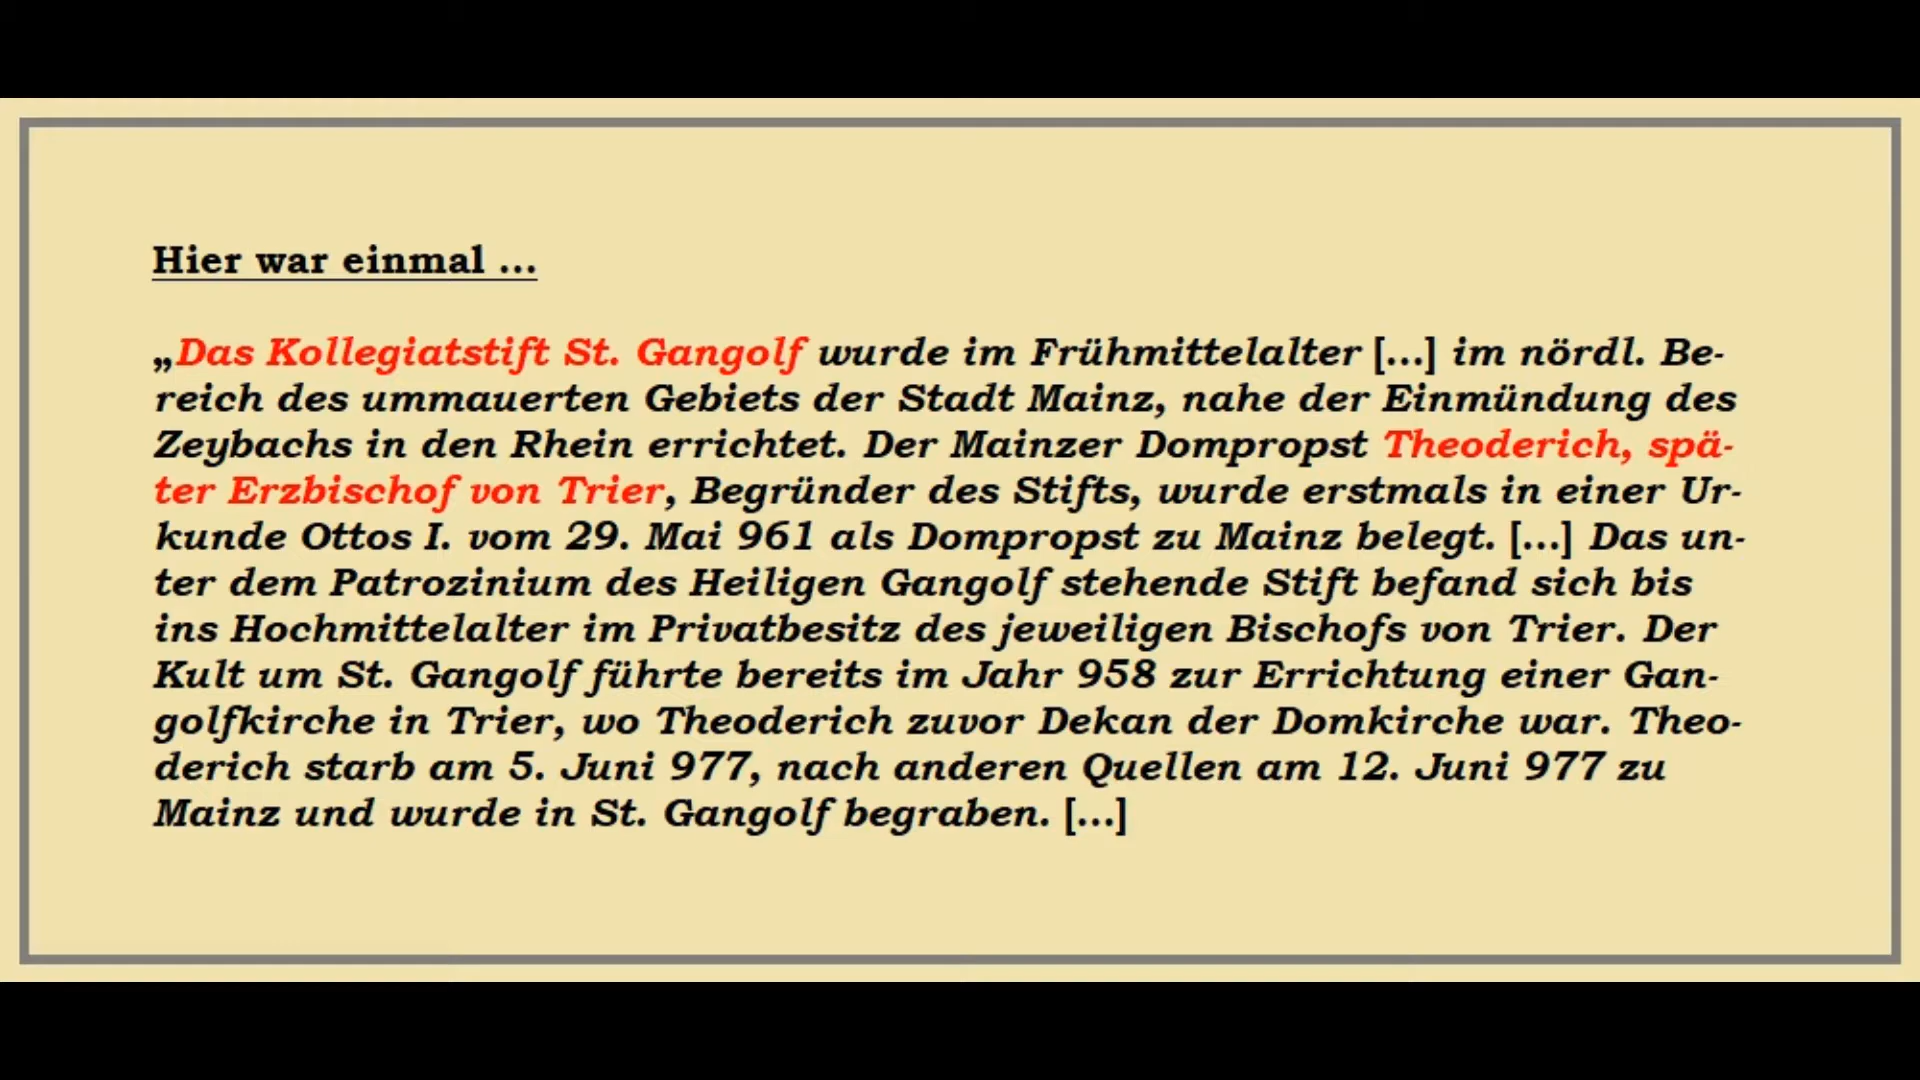 Hier war einmal ...
„Das Kollegiatstift St. Gangolf wurde im Frühmittelalter [...] im nördl. Be-
reich des ummauerten Gebiets der Stadt Mainz, nahe der Einmündung des
Zeybachs in den Rhein errichtet. Der Mainzer Dompropst Theoderich, spä-
ter Erzbischof von Trier, Begründer des Stifts, wurde erstmals in einer Ur-
kunde Ottos I. vom 29. Mai 961 als Dompropst zu Mainz belegt. [...] Das un-
ter dem Patrozinium des Heiligen Gangolf stehende Stift befand sich bis
ins Hochmittelalter im Privatbesitz des jeweiligen Bischofs von Trier. Der
Kult um St. Gangolf führte bereits im Jahr 958 zur Errichtung einer Gan-
golfkirche in Trier, wo Theoderich zuvor Dekan der Domkirche war. Theo-
derich starb am 5. Juni 977, nach anderen Quellen am 12. Juni 977 zu
Mainz und wurde in St. Gangolf begraben. [...]